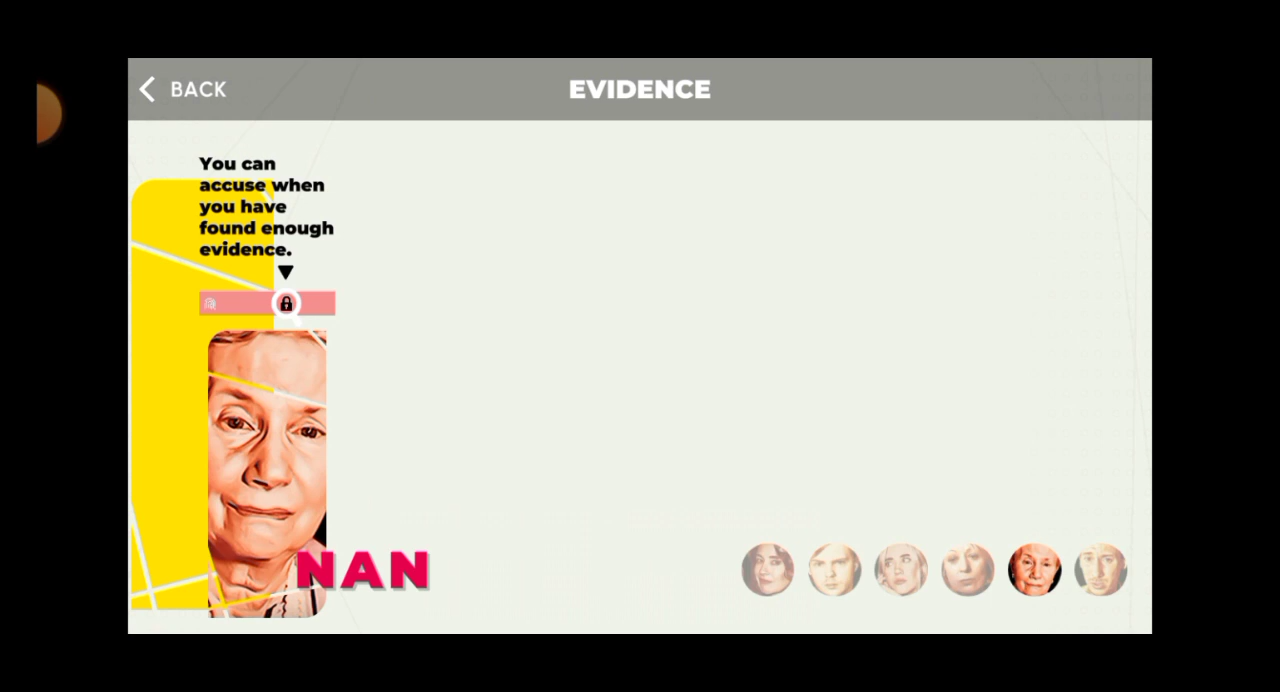 BACK
EVIDENCE
You can
accuse when
you have
found enough
evidence.
NAN